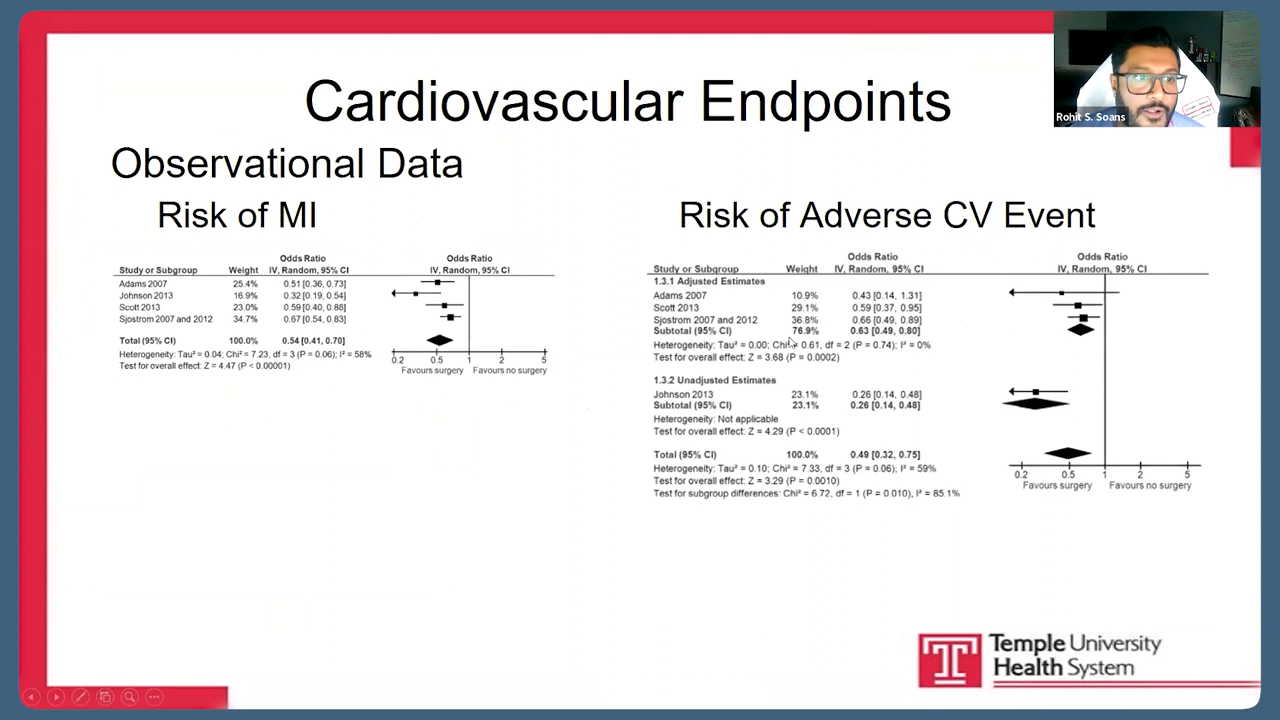 Cardiovascular Endpoints
Rohit S. Soans
Observational Data
Risk of MI
Odds Ratio Odds Ratio
Study or Subgroup Weight IV, Random, 95% CI IV, Random, 95% CI
Adams 2007 25.4% 0.51 [0.36, 0.73]
Johnson 2013 16.9% 0.32 [0.19, 0.54]
Scott 2013 23.0% 0.59 [0.40, 0.88]
Sjostrom 2007 and 2012 34.7% 0.67 [0.54, 0.83]
Total (95% CI) 100.0% 0.54 [0.41, 0.70]
Heterogeneity: Tau² = 0.04; Chi² = 7.23, df = 3 (P = 0.06); I² = 58%
Test for overall effect: Z = 4.47 (P < 0.00001)
0.2 0.5 1 2 5
Favours surgery Favours no surgery
Risk of Adverse CV Event
Odds Ratio Odds Ratio
Study or Subgroup Weight IV, Random, 95% CI IV, Random, 95% CI
1.3.1 Adjusted Estimates
Adams 2007 10.9% 0.43 [0.14, 1.31]
Scott 2013 29.1% 0.59 [0.37, 0.95]
Sjostrom 2007 and 2012 36.8% 0.66 [0.49, 0.89]
Subtotal (95% CI) 76.9% 0.63 [0.49, 0.80]
Heterogeneity: Tau² = 0.00; Chi² = 0.61, df = 2 (P = 0.74); I² = 0%
Test for overall effect: Z = 3.68 (P = 0.0002)
1.3.2 Unadjusted Estimates
Johnson 2013 23.1% 0.26 [0.14, 0.48]
Subtotal (95% CI) 23.1% 0.26 [0.14, 0.48]
Heterogeneity: Not applicable
Test for overall effect: Z = 4.29 (P < 0.0001)
Total (95% CI) 100.0% 0.49 [0.32, 0.75]
Heterogeneity: Tau² = 0.10; Chi² = 7.33, df = 3 (P = 0.06); I² = 59%
Test for overall effect: Z = 3.29 (P = 0.0010)
Test for subgroup differences: Chi² = 6.72, df = 1 (P = 0.010), I² = 85.1%
0.2 0.5 1 2 5
Favours surgery Favours no surgery
T
Temple University
Health System